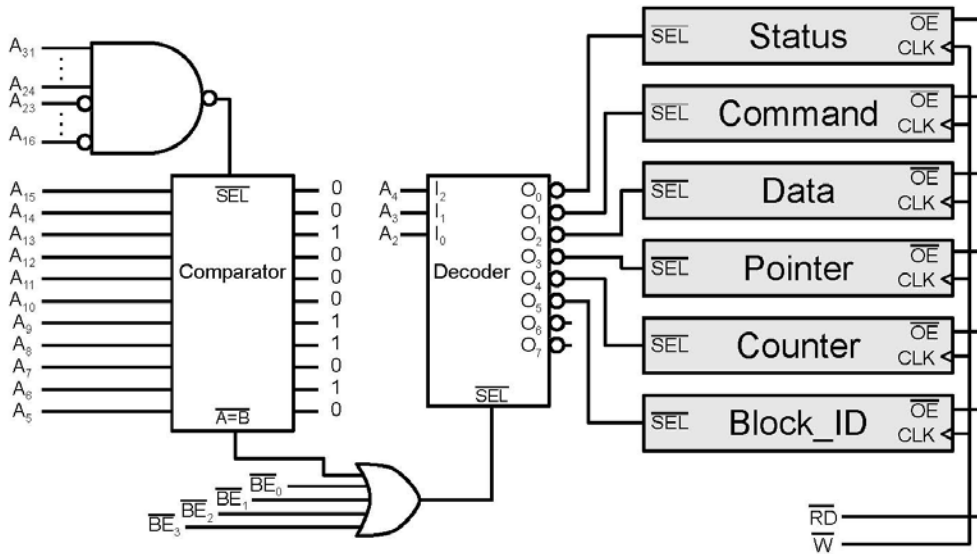 A31
A24
A23
A16
A15 SEL 0
A14 0
A13 1
A12 0
A11 Comparator 0
A10 0
A9 1
A8 1
A7 0
A6 1
A5 A=B 0
BE0
BE1
BE2
BE3
A4 I2 O0
A3 I1 O1
A2 I0 O2
O3
Decoder O4
O5
O6
O7
SEL
SEL Status OE
CLK
SEL Command OE
CLK
SEL Data OE
CLK
SEL Pointer OE
CLK
SEL Counter OE
CLK
SEL Block_ID OE
CLK
RD
W